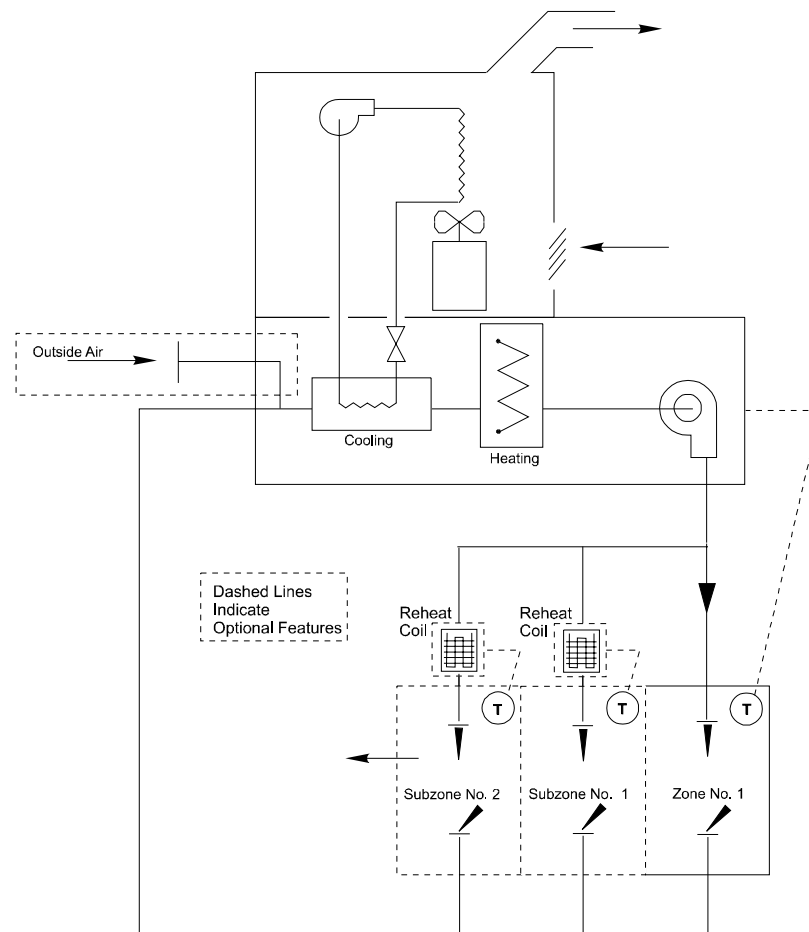 Outside Air
Cooling
Heating
Dashed Lines
Indicate
Optional Features
Reheat
Coil
Reheat
Coil
T
T
T
Subzone No. 2
Subzone No. 1
Zone No. 1